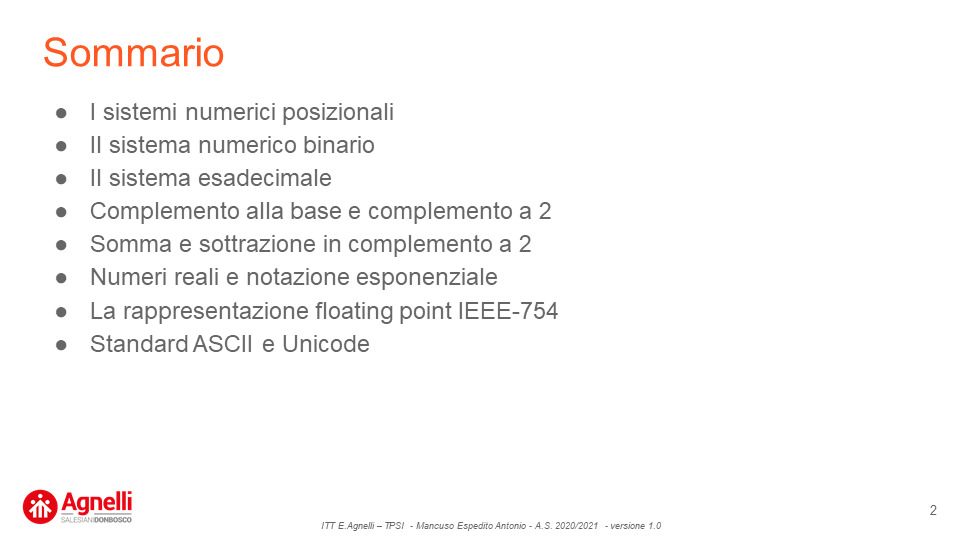 Sommario
● I sistemi numerici posizionali
● Il sistema numerico binario
● Il sistema esadecimale
● Complemento alla base e complemento a 2
● Somma e sottrazione in complemento a 2
● Numeri reali e notazione esponenziale
● La rappresentazione floating point IEEE-754
● Standard ASCII e Unicode
Agnelli
SALESIANIDONBOSCO
ITT E.Agnelli – TPSI - Mancuso Espedito Antonio - A.S. 2020/2021 - versione 1.0
2